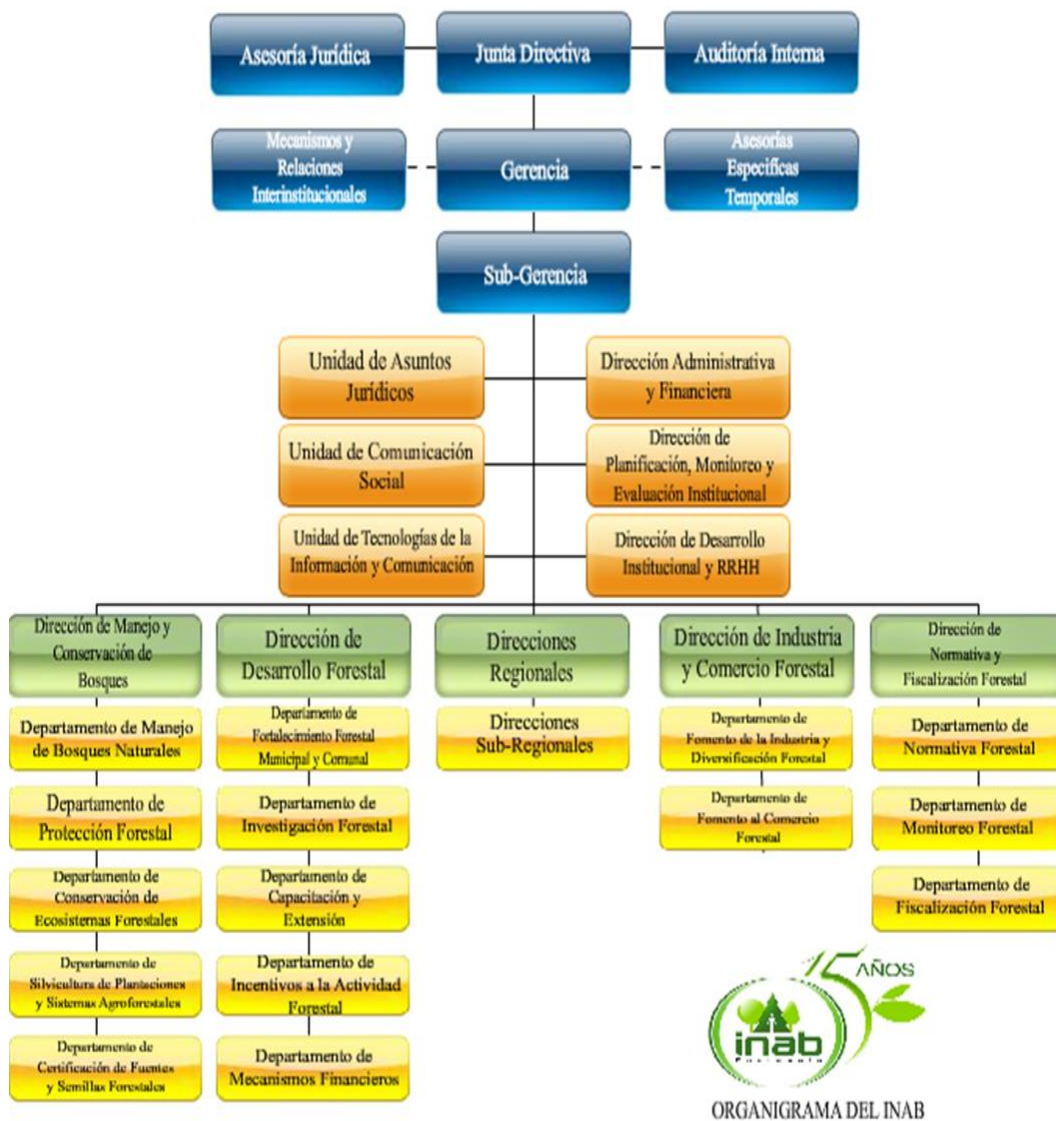 Asesoría Jurídica
Junta Directiva
Auditoría Interna
Mecanismos y
Relaciones
Interinstitucionales
Gerencia
Asesorías
Específicas
Temporales
Sub-Gerencia
Unidad de Asuntos
Jurídicos
Dirección Administrativa
y Financiera
Unidad de Comunicación
Social
Dirección de
Planificación, Monitoreo y
Evaluación Institucional
Unidad de Tecnologías de la
Información y Comunicación
Dirección de Desarrollo
Institucional y RRHH
Dirección de Manejo y
Conservación de
Bosques
Dirección de
Desarrollo Forestal
Direcciones
Regionales
Dirección de Industria
y Comercio Forestal
Dirección de
Normativa y
Fiscalización Forestal
Departamento de Manejo
de Bosques Naturales
Departamento de
Protección Forestal
Departamento de
Conservación de
Ecosistemas Forestales
Departamento de
Silvicultura de Plantaciones
y Sistemas Agroforestales
Departamento de
Certificación de Fuentes
y Semillas Forestales
Departamento de
Fortalecimiento Forestal
Municipal y Comunal
Departamento de
Investigación Forestal
Departamento de
Capacitación y
Extensión
Departamento de
Incentivos a la Actividad
Forestal
Departamento de
Mecanismos Financieros
Direcciones
Sub-Regionales
Departamento de
Fomento de la Industria y
Diversificación Forestal
Departamento de
Fomento al Comercio
Forestal
Departamento de
Normativa Forestal
Departamento de
Monitoreo Forestal
Departamento de
Fiscalización Forestal
15 AÑOS
inab
ORGANIGRAMA DEL INAB